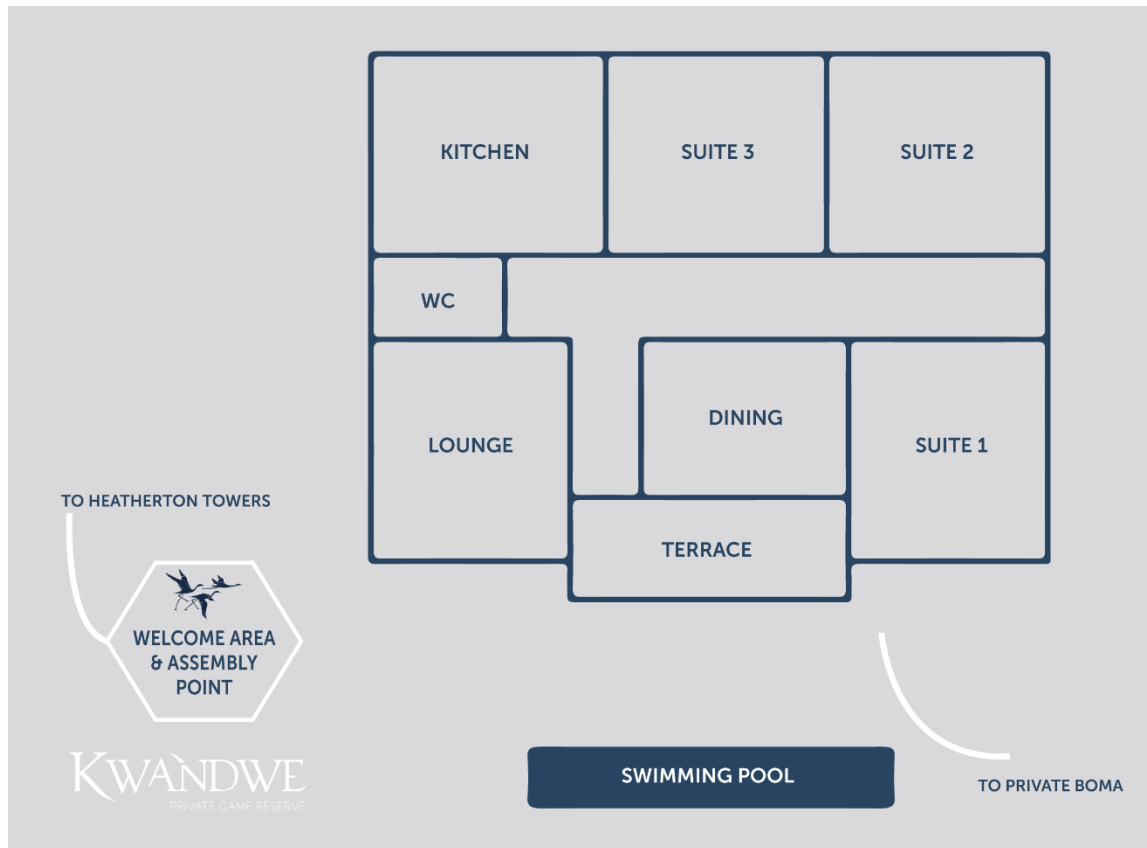 KITCHEN
SUITE 3
SUITE 2
WC
LOUNGE
DINING
SUITE 1
TERRACE
TO HEATHERTON TOWERS
WELCOME AREA
& ASSEMBLY
POINT
KWANDWE
PRIVATE GAME RESERVE
SWIMMING POOL
TO PRIVATE BOMA